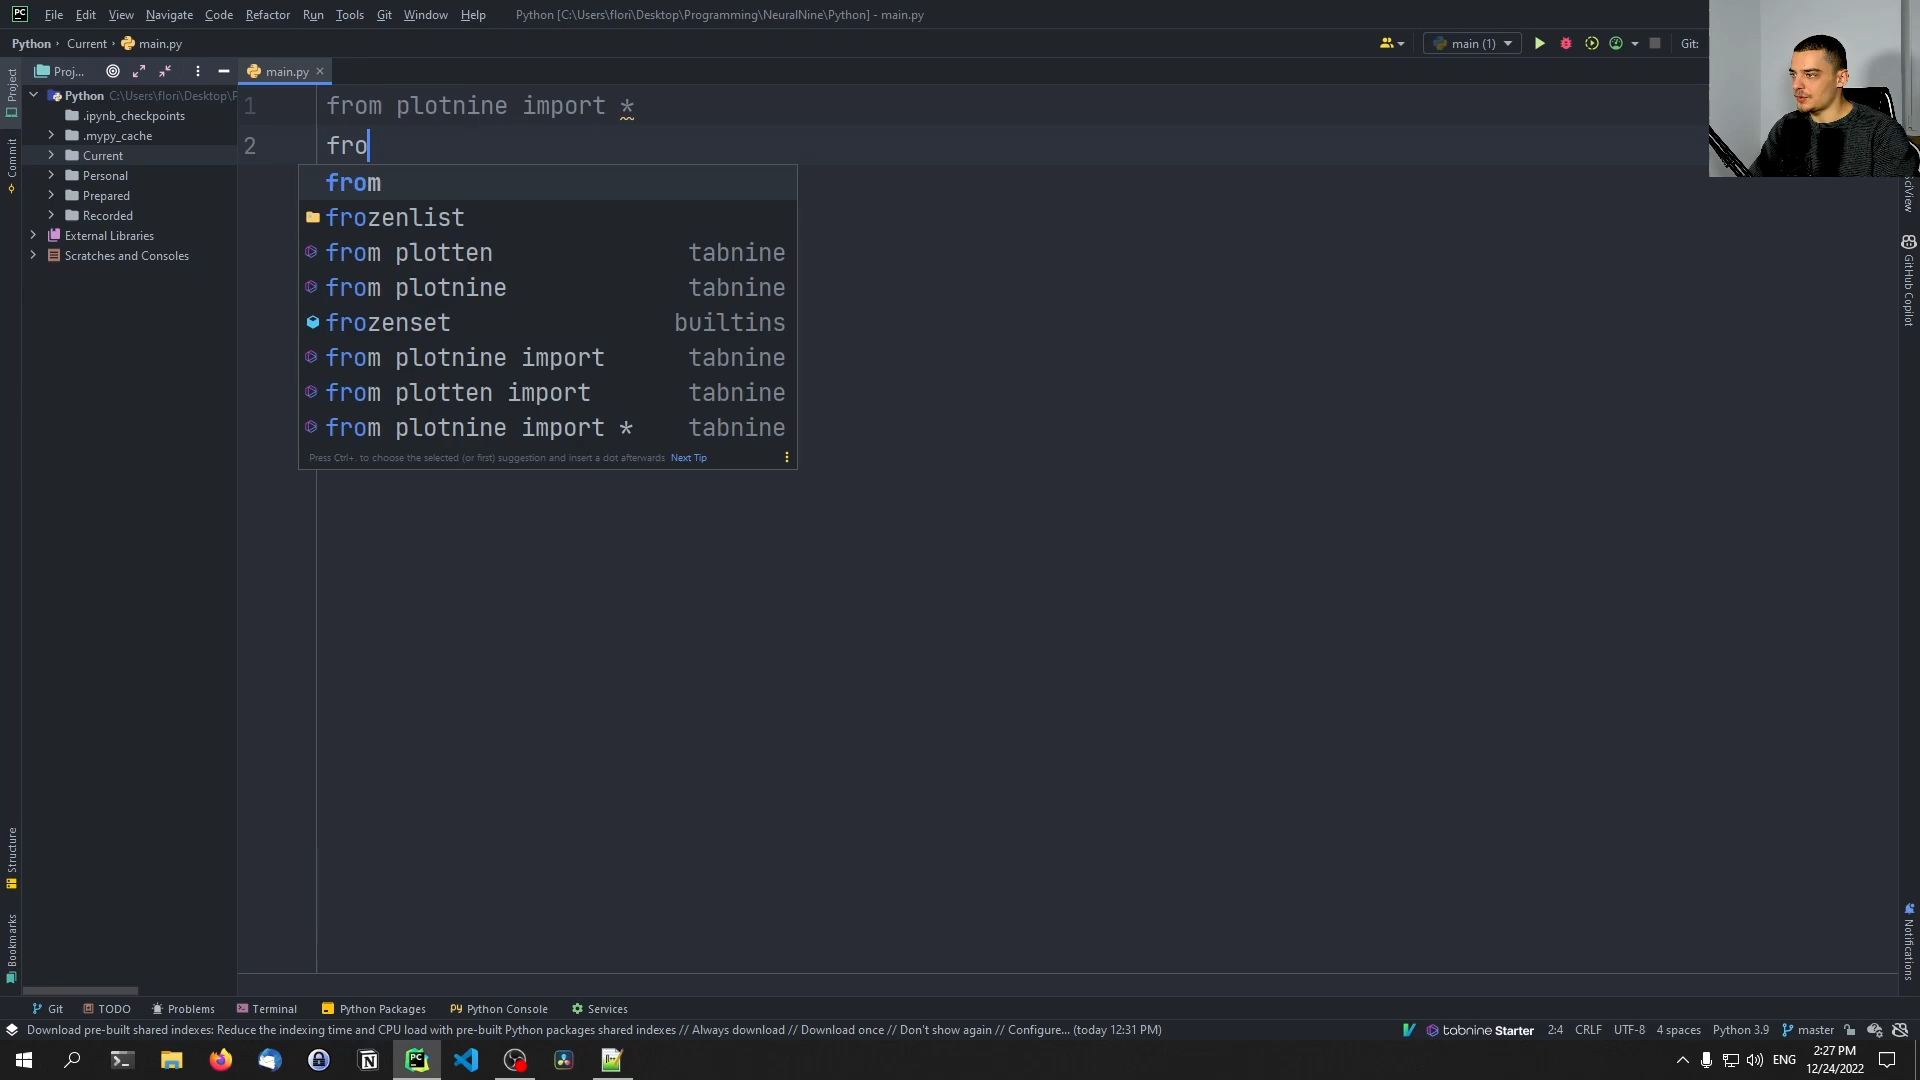 PC File Edit View Navigate Code Refactor Run Tools Git Window Help Python [C:\Users\flori\Desktop\Programming\NeuralNine\Python] - main.py
Python Current main.py main (1) Git:
Project Proj... main.py
Python C:\Users\flori\Desktop\P
.ipynb_checkpoints
.mypy_cache
Current
Personal
Prepared
Recorded
External Libraries
Scratches and Consoles
Commit
Structure
Bookmarks
1 from plotnine import *
2 fro
from
frozenlist
from plotten tabnine
from plotnine tabnine
frozenset builtins
from plotnine import tabnine
from plotten import tabnine
from plotnine import * tabnine
Press Ctrl+. to choose the selected (or first) suggestion and insert a dot afterwards Next Tip
SciView
GitHub Copilot
Notifications
Git TODO Problems Terminal Python Packages Python Console Services
Download pre-built shared indexes: Reduce the indexing time and CPU load with pre-built Python packages shared indexes // Always download // Download once // Don't show again // Configure... (today 12:31 PM) tabnine Starter 2:4 CRLF UTF-8 4 spaces Python 3.9 master
ENG 2:27 PM
12/24/2022